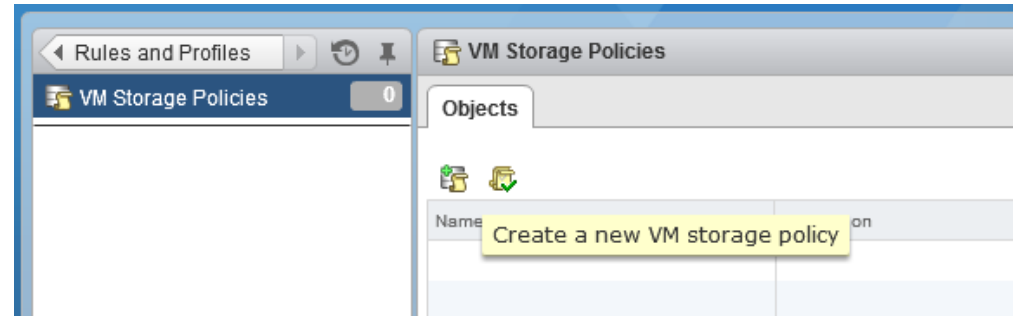 Rules and Profiles
VM Storage Policies 0
VM Storage Policies
Objects
Name
on
Create a new VM storage policy